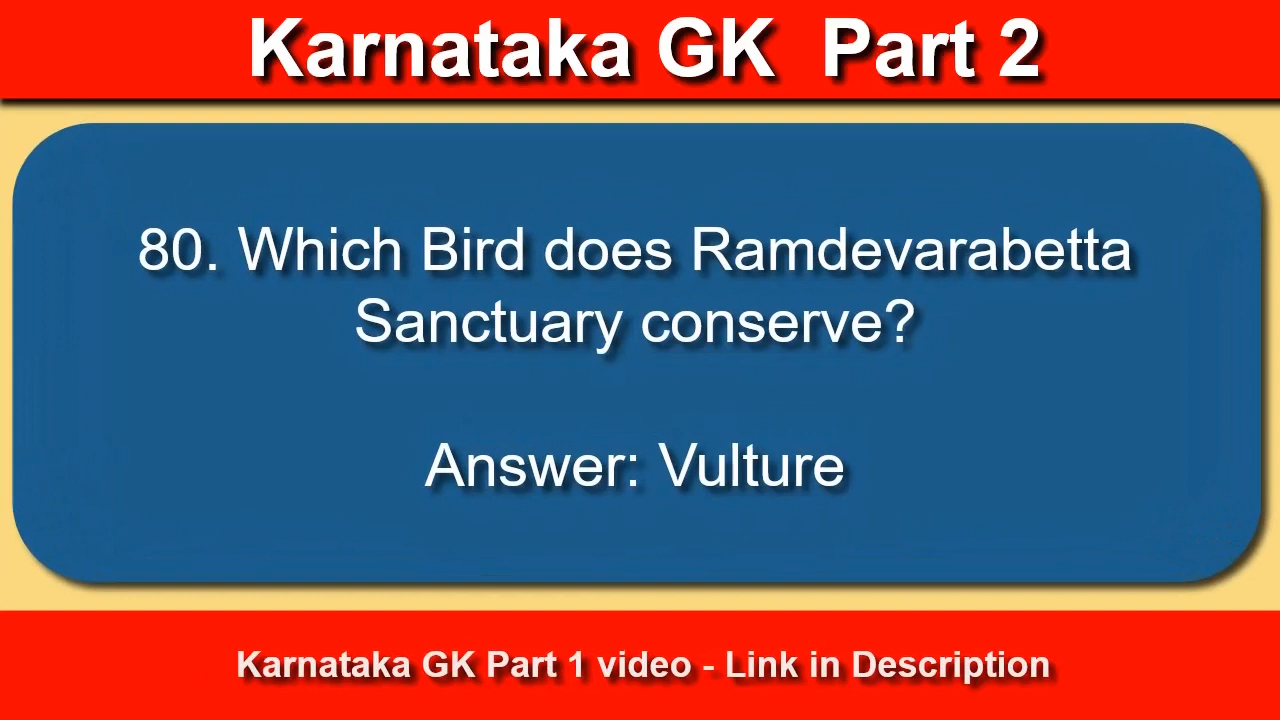 Karnataka GK  Part 2
80. Which Bird does Ramdevarabetta
Sanctuary conserve?
Answer: Vulture
Karnataka GK Part 1 video - Link in Description